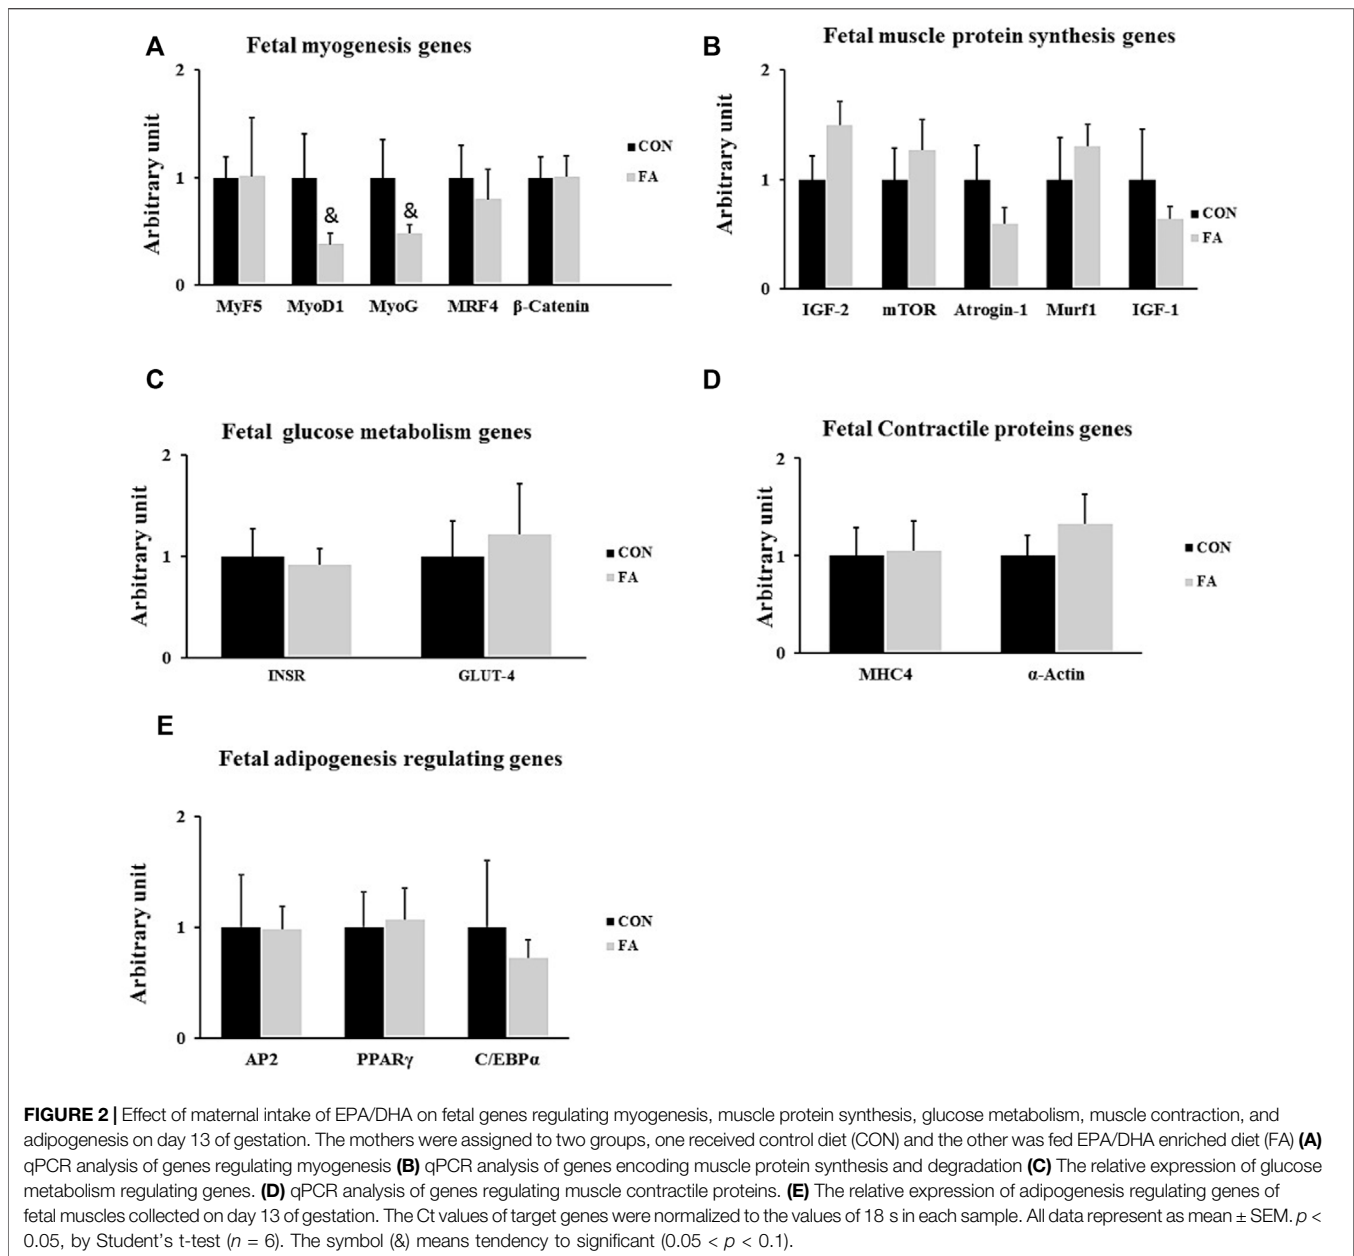 A
Fetal myogenesis genes
Arbitrary unit
2
1
0
&
&
CON
FA
MyF5 MyoD1 MyoG MRF4 β-Catenin
B
Fetal muscle protein synthesis genes
Arbitrary unit
2
1
0
CON
FA
IGF-2 mTOR Atrogin-1 Murf1 IGF-1
C
Fetal glucose metabolism genes
Arbitrary unit
2
1
0
CON
FA
INSR GLUT-4
D
Fetal Contractile proteins genes
Arbitrary unit
2
1
0
CON
FA
MHC4 α-Actin
E
Fetal adipogenesis regulating genes
Arbitrary unit
2
1
0
CON
FA
AP2 PPARγ C/EBPα
FIGURE 2 | Effect of maternal intake of EPA/DHA on fetal genes regulating myogenesis, muscle protein synthesis, glucose metabolism, muscle contraction, and
adipogenesis on day 13 of gestation. The mothers were assigned to two groups, one received control diet (CON) and the other was fed EPA/DHA enriched diet (FA) (A)
qPCR analysis of genes regulating myogenesis (B) qPCR analysis of genes encoding muscle protein synthesis and degradation (C) The relative expression of glucose
metabolism regulating genes. (D) qPCR analysis of genes regulating muscle contractile proteins. (E) The relative expression of adipogenesis regulating genes of
fetal muscles collected on day 13 of gestation. The Ct values of target genes were normalized to the values of 18 s in each sample. All data represent as mean ± SEM. p <
0.05, by Student's t-test (n = 6). The symbol (&) means tendency to significant (0.05 < p < 0.1).